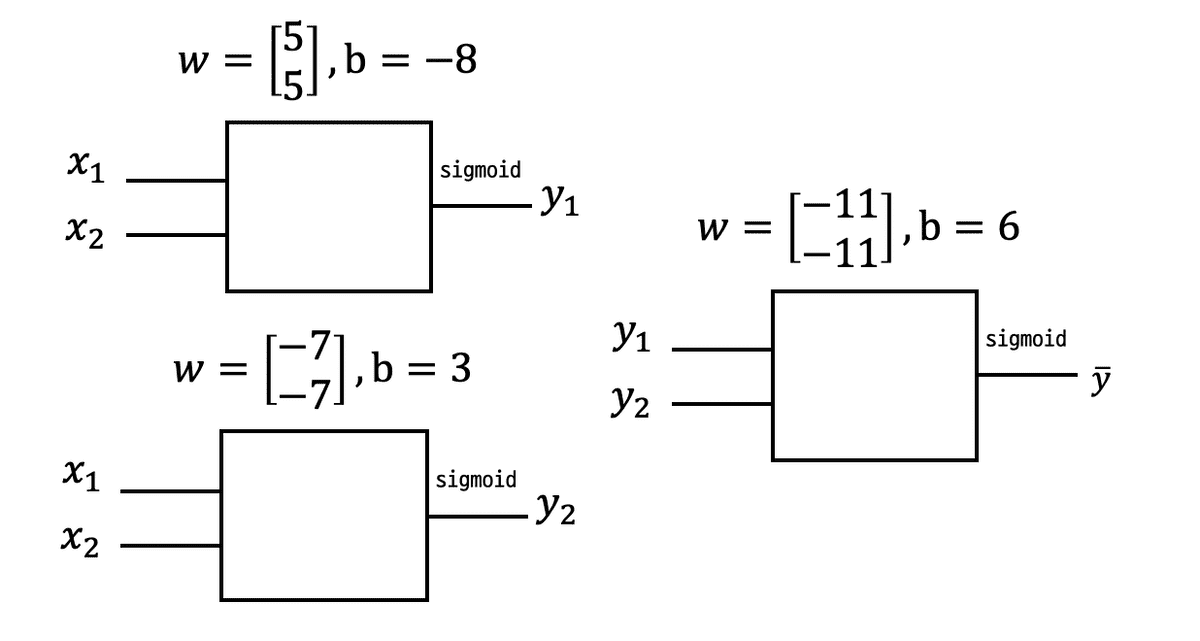 w = [5 5], b = −8
x₁
x₂
sigmoid
y₁
w = [−7 −7], b = 3
x₁
x₂
sigmoid
y₂
w = [−11 −11], b = 6
y₁
y₂
sigmoid
ȳ